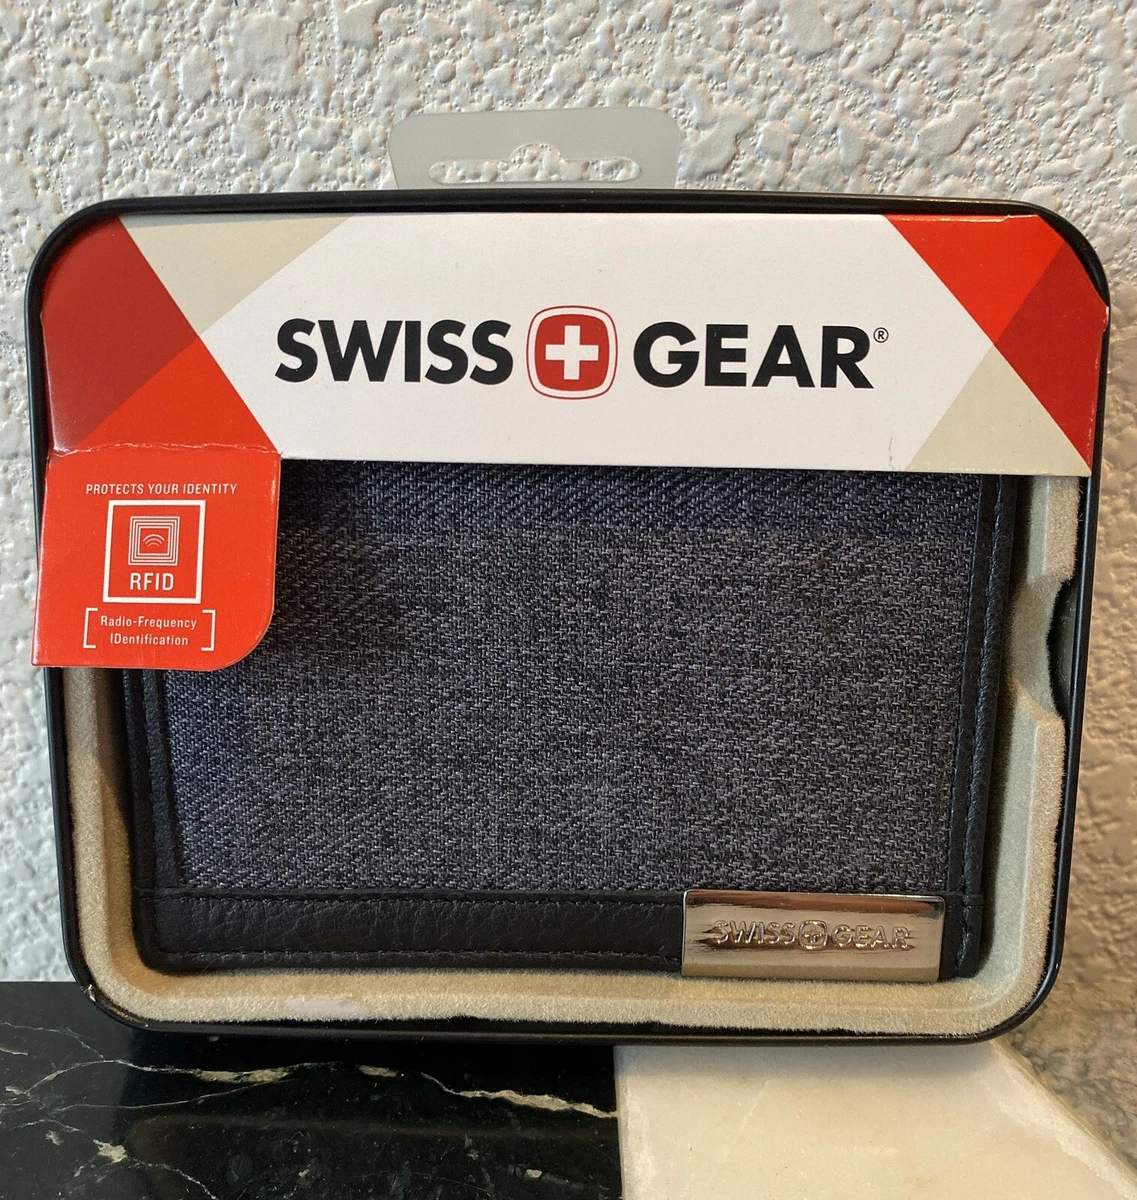 SWISS GEAR®
PROTECTS YOUR IDENTITY
RFID
[Radio-Frequency
IDentification]
SWISS GEAR